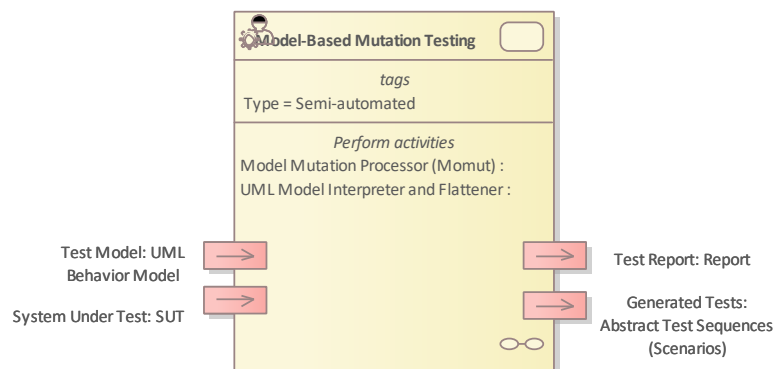 Model-Based Mutation Testing
tags
Type = Semi-automated
Perform activities
Model Mutation Processor (Momut) :
UML Model Interpreter and Flattener :
Test Model: UML
Behavior Model
System Under Test: SUT
Test Report: Report
Generated Tests:
Abstract Test Sequences
(Scenarios)